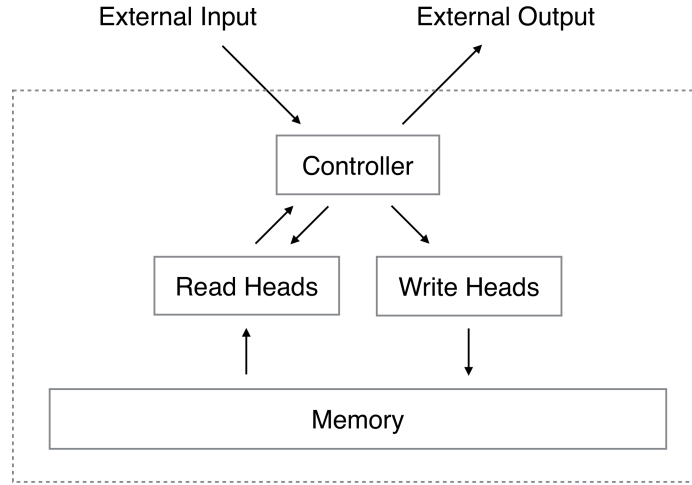 External Input
External Output
Controller
Read Heads
Write Heads
Memory